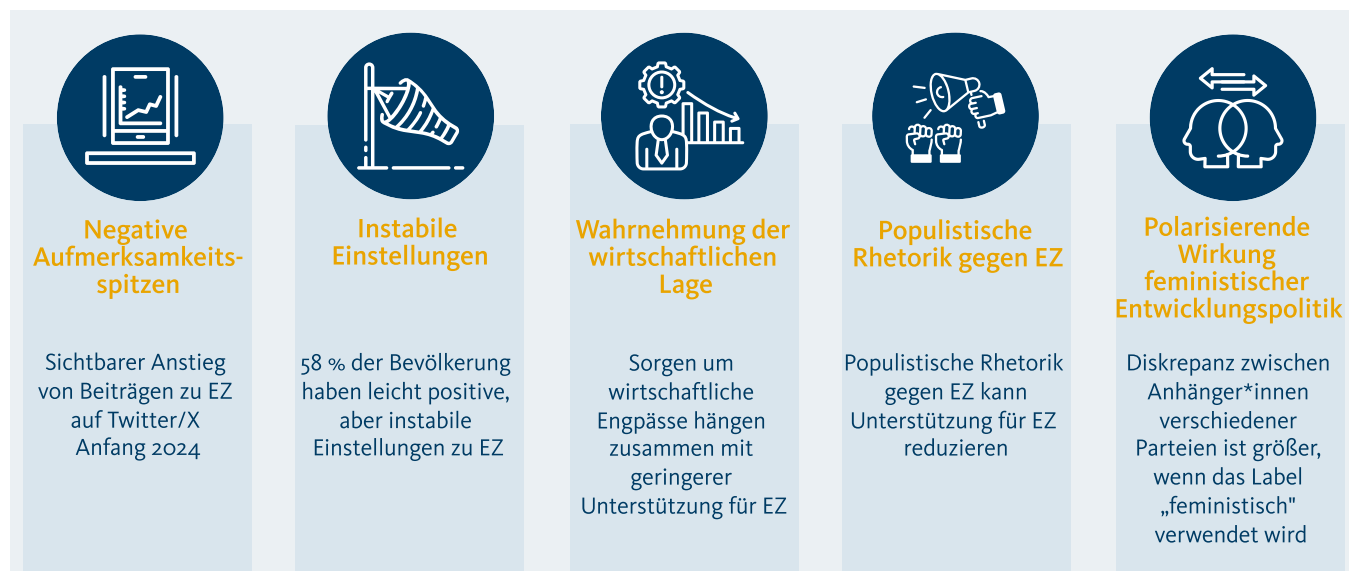 Negative
Aufmerksamkeits-
spitzen
Sichtbarer Anstieg
von Beiträgen zu EZ
auf Twitter/X
Anfang 2024
Instabile
Einstellungen
58 % der Bevölkerung
haben leicht positive,
aber instabile
Einstellungen zu EZ
Wahrnehmung der
wirtschaftlichen
Lage
Sorgen um
wirtschaftliche
Engpässe hängen
zusammen mit
geringerer
Unterstützung für EZ
Populistische
Rhetorik gegen EZ
Populistische Rhetorik
gegen EZ kann
Unterstützung für EZ
reduzieren
Polarisierende
Wirkung
feministischer
Entwicklungspolitik
Diskrepanz zwischen
Anhänger*innen
verschiedener
Parteien ist größer,
wenn das Label
„feministisch"
verwendet wird